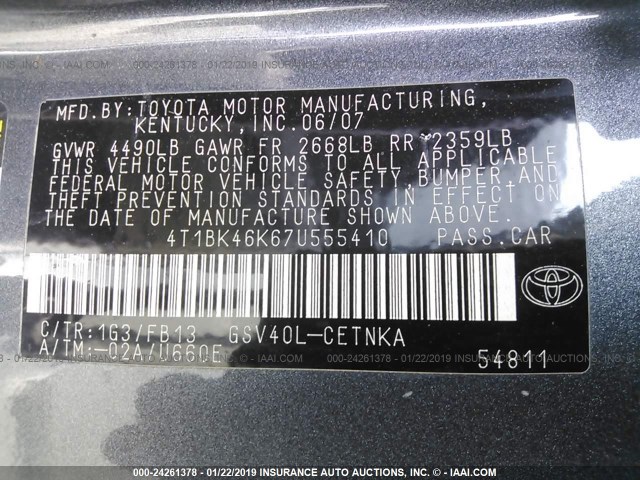 MFD.BY:TOYOTA MOTOR MANUFACTURING,
KENTUCKY,INC.06/07
GVWR 4490LB GAWR FR 2668LB RR 2359LB
THIS VEHICLE CONFORMS TO ALL APPLICABLE
FEDERAL MOTOR VEHICLE SAFETY,BUMPER,AND
THEFT PREVENTION STANDARDS IN EFFECT ON
THE DATE OF MANUFACTURE SHOWN ABOVE.
4T1BK46K67U555410 PASS.CAR
C/TR:1G3/FB13 GSV40L-CETNKA
A/TM:-02A/U660E
54811
TOYOTA
000-24261378 - 01/22/2019 INSURANCE AUTO AUCTIONS - IAAI.COM